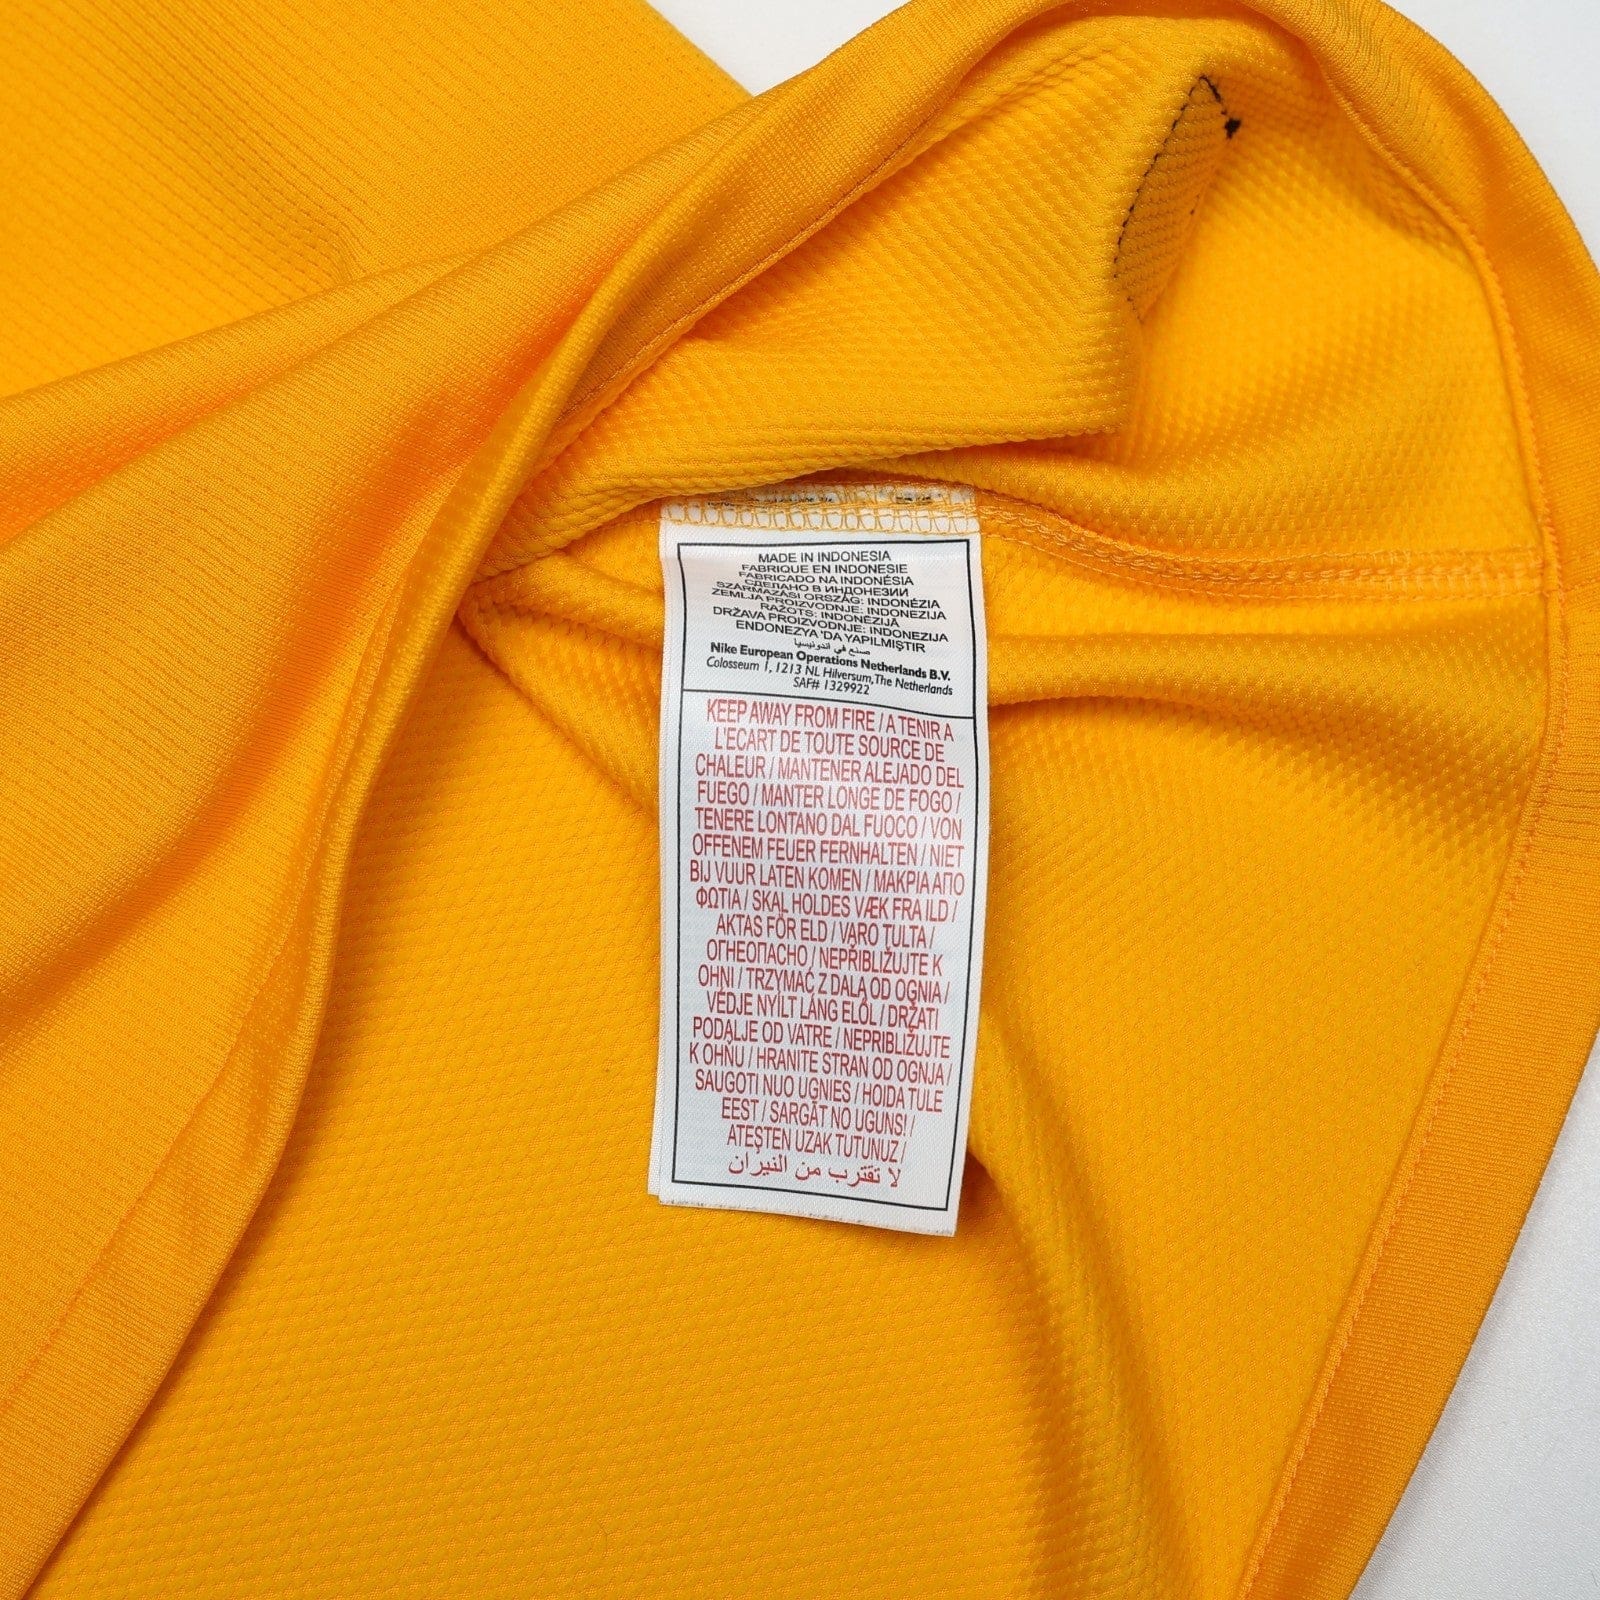 MADE IN INDONESIA
FABRIQUE EN INDONESIE
FABRICADO NA INDONÉSIA
СДЕЛАНО В ИНДОНЕЗИИ
SZÁRMAZÁSI ORSZÁG: INDONÉZIA
ZEMLJA PROIZVODNJE: INDONEZIJA
RAŽOTS: INDONĒZIJĀ
DRŽAVA PROIZVODNJE: INDONEZIJA
ENDONEZYA 'DA YAPILMIŞTIR
صنع في اندونيسيا
Nike European Operations Netherlands B.V.
Colosseum 1, 1213 NL Hilversum, The Netherlands
SAF# 1329922
KEEP AWAY FROM FIRE / A TENIR A
L'ECART DE TOUTE SOURCE DE
CHALEUR / MANTENER ALEJADO DEL
FUEGO / MANTER LONGE DE FOGO /
TENERE LONTANO DAL FUOCO / VON
OFFENEM FEUER FERNHALTEN / NIET
BIJ VUUR LATEN KOMEN / ΜΑΚΡΙΑ ΑΠΟ
ΦΩΤΙΑ / SKAL HOLDES VÆK FRA ILD /
AKTAS FÖR ELD / VARO TULTA /
ОГНЕОПАСНО / NEPŘIBLIŽUJTE K
OHNI / TRZYMAĆ Z DALA OD OGNIA /
VÉDJE NYÍLT LÁNG ELŐL / DRŽATI
PODALJE OD VATRE / NEPRIBLIŽUJTE
K OHŇU / HRANITE STRAN OD OGNJA /
SAUGOTI NUO UGNIES / HOIDA TULE
EEST / SARGĀT NO UGUNS! /
ATEŞTEN UZAK TUTUNUZ /
لا تقترب من النيران